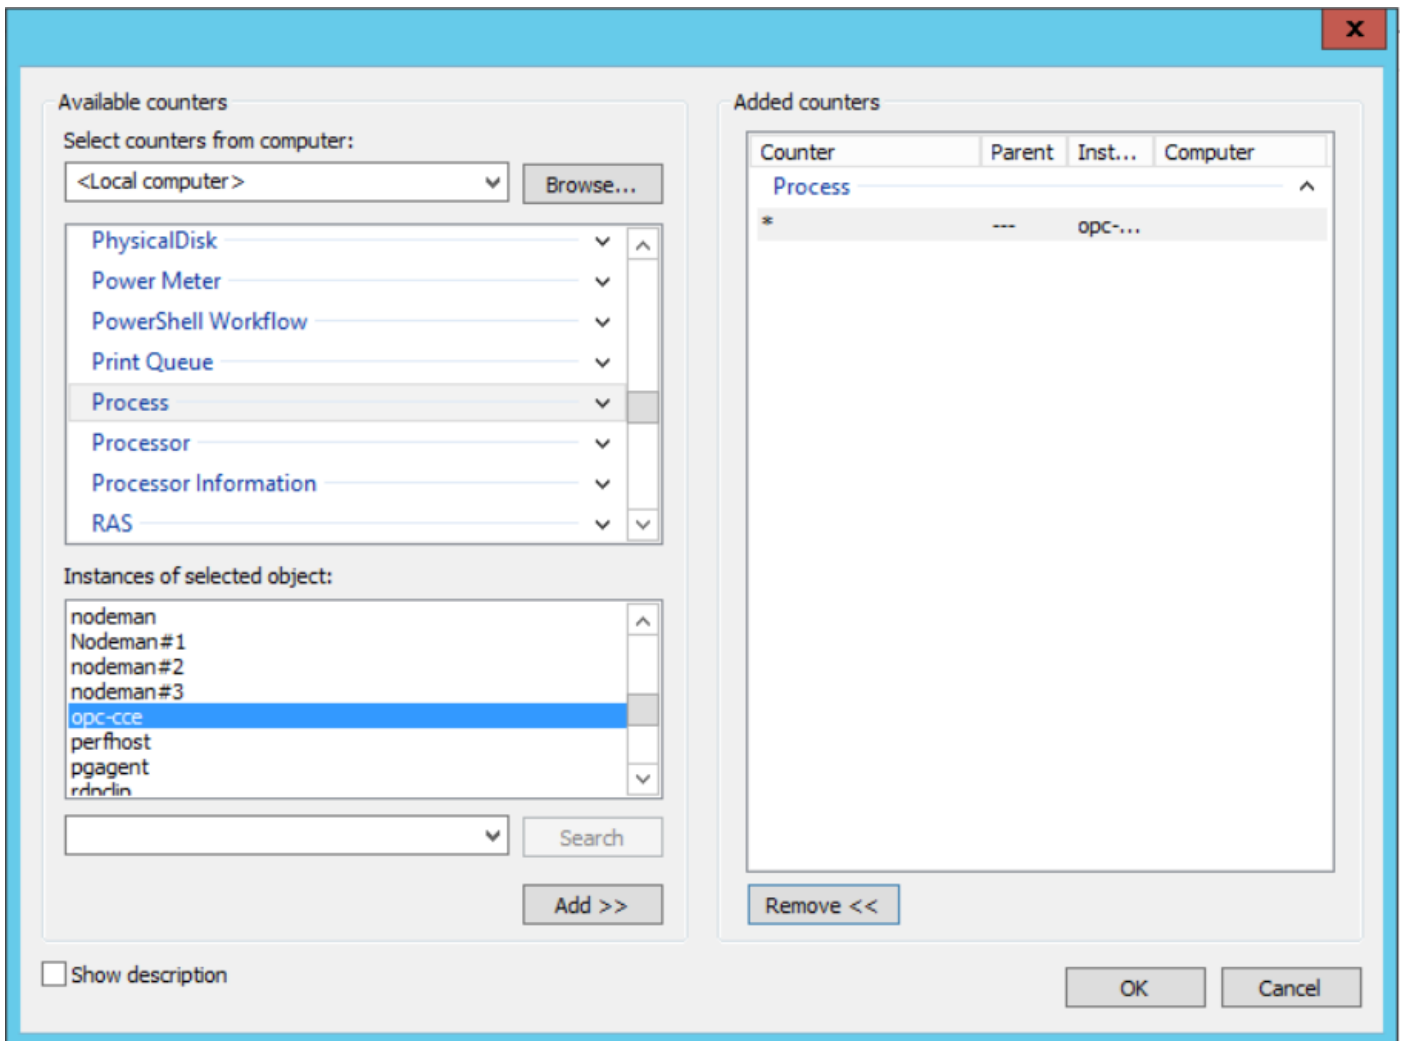 x
Available counters
Select counters from computer:
<Local computer>
Browse...
PhysicalDisk
Power Meter
PowerShell Workflow
Print Queue
Process
Processor
Processor Information
RAS
Instances of selected object:
nodeman
Nodeman#1
nodeman#2
nodeman#3
opc-cce
perfhost
pgagent
rdpclip
Search
Add >>
Show description
Added counters
Counter Parent Inst... Computer
Process
* --- opc-...
Remove <<
OK Cancel